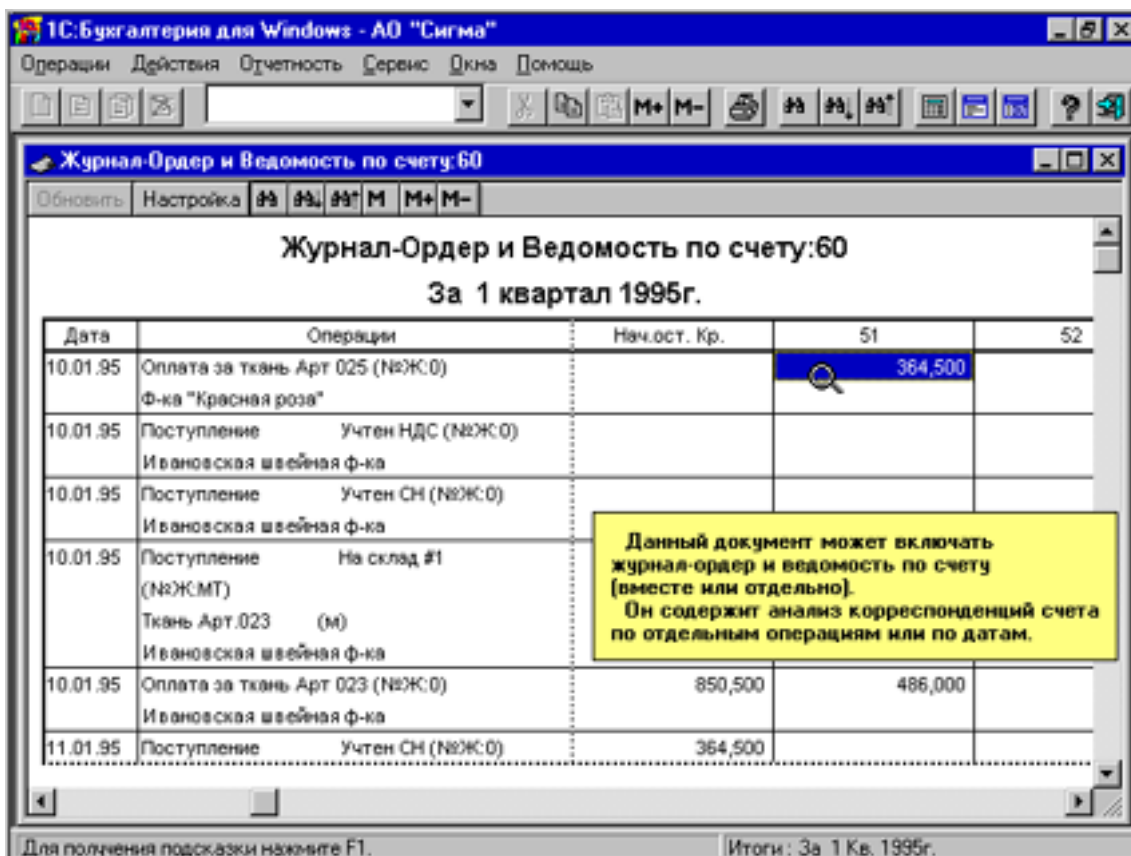 1С:Бухгалтерия для Windows - АО "Сигма"
Операции Действия Отчетность Сервис Окна Помощь
M+ M-
Журнал-Ордер и Ведомость по счету:60
Обновить Настройка M M+ M-
Журнал-Ордер и Ведомость по счету:60
За 1 квартал 1995г.
Дата Операции Нач.ост. Кр. 51 52
10.01.95 Оплата за ткань Арт 025 (№Ж:0) 364,500
Ф-ка "Красная роза"
10.01.95 Поступление Учтен НДС (№Ж:0)
Ивановская швейная ф-ка
10.01.95 Поступление Учтен СН (№Ж:0)
Ивановская швейная ф-ка
10.01.95 Поступление На склад #1
(№Ж:МТ)
Ткань Арт.023 (м)
Ивановская швейная ф-ка
Данный документ может включать
журнал-ордер и ведомость по счету
(вместе или отдельно).
Он содержит анализ корреспонденций счета
по отдельным операциям или по датам.
10.01.95 Оплата за ткань Арт 023 (№Ж:0) 850,500 486,000
Ивановская швейная ф-ка
11.01.95 Поступление Учтен СН (№Ж:0) 364,500
Для получения подсказки нажмите F1. Итоги: За 1 Кв. 1995г.